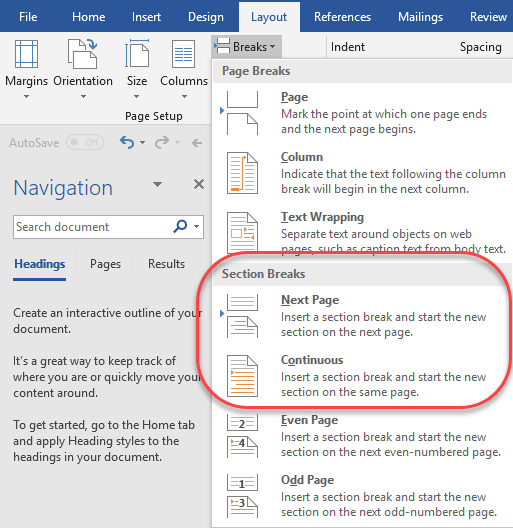 File Home Insert Design Layout References Mailings Review
Breaks Indent Spacing
Margins Orientation Size Columns
Page Setup
AutoSave Off
Navigation
Search document
Headings Pages Results
Create an interactive outline of your
document.
It's a great way to keep track of
where you are or quickly move your
content around.
To get started, go to the Home tab
and apply Heading styles to the
headings in your document.
Page Breaks
Page
Mark the point at which one page ends
and the next page begins.
Column
Indicate that the text following the column
break will begin in the next column.
Text Wrapping
Separate text around objects on web
pages, such as caption text from body text.
Section Breaks
Next Page
Insert a section break and start the new
section on the next page.
Continuous
Insert a section break and start the new
section on the same page.
2
4
Even Page
Insert a section break and start the new
section on the next even-numbered page.
1
3
Odd Page
Insert a section break and start the new
section on the next odd-numbered page.